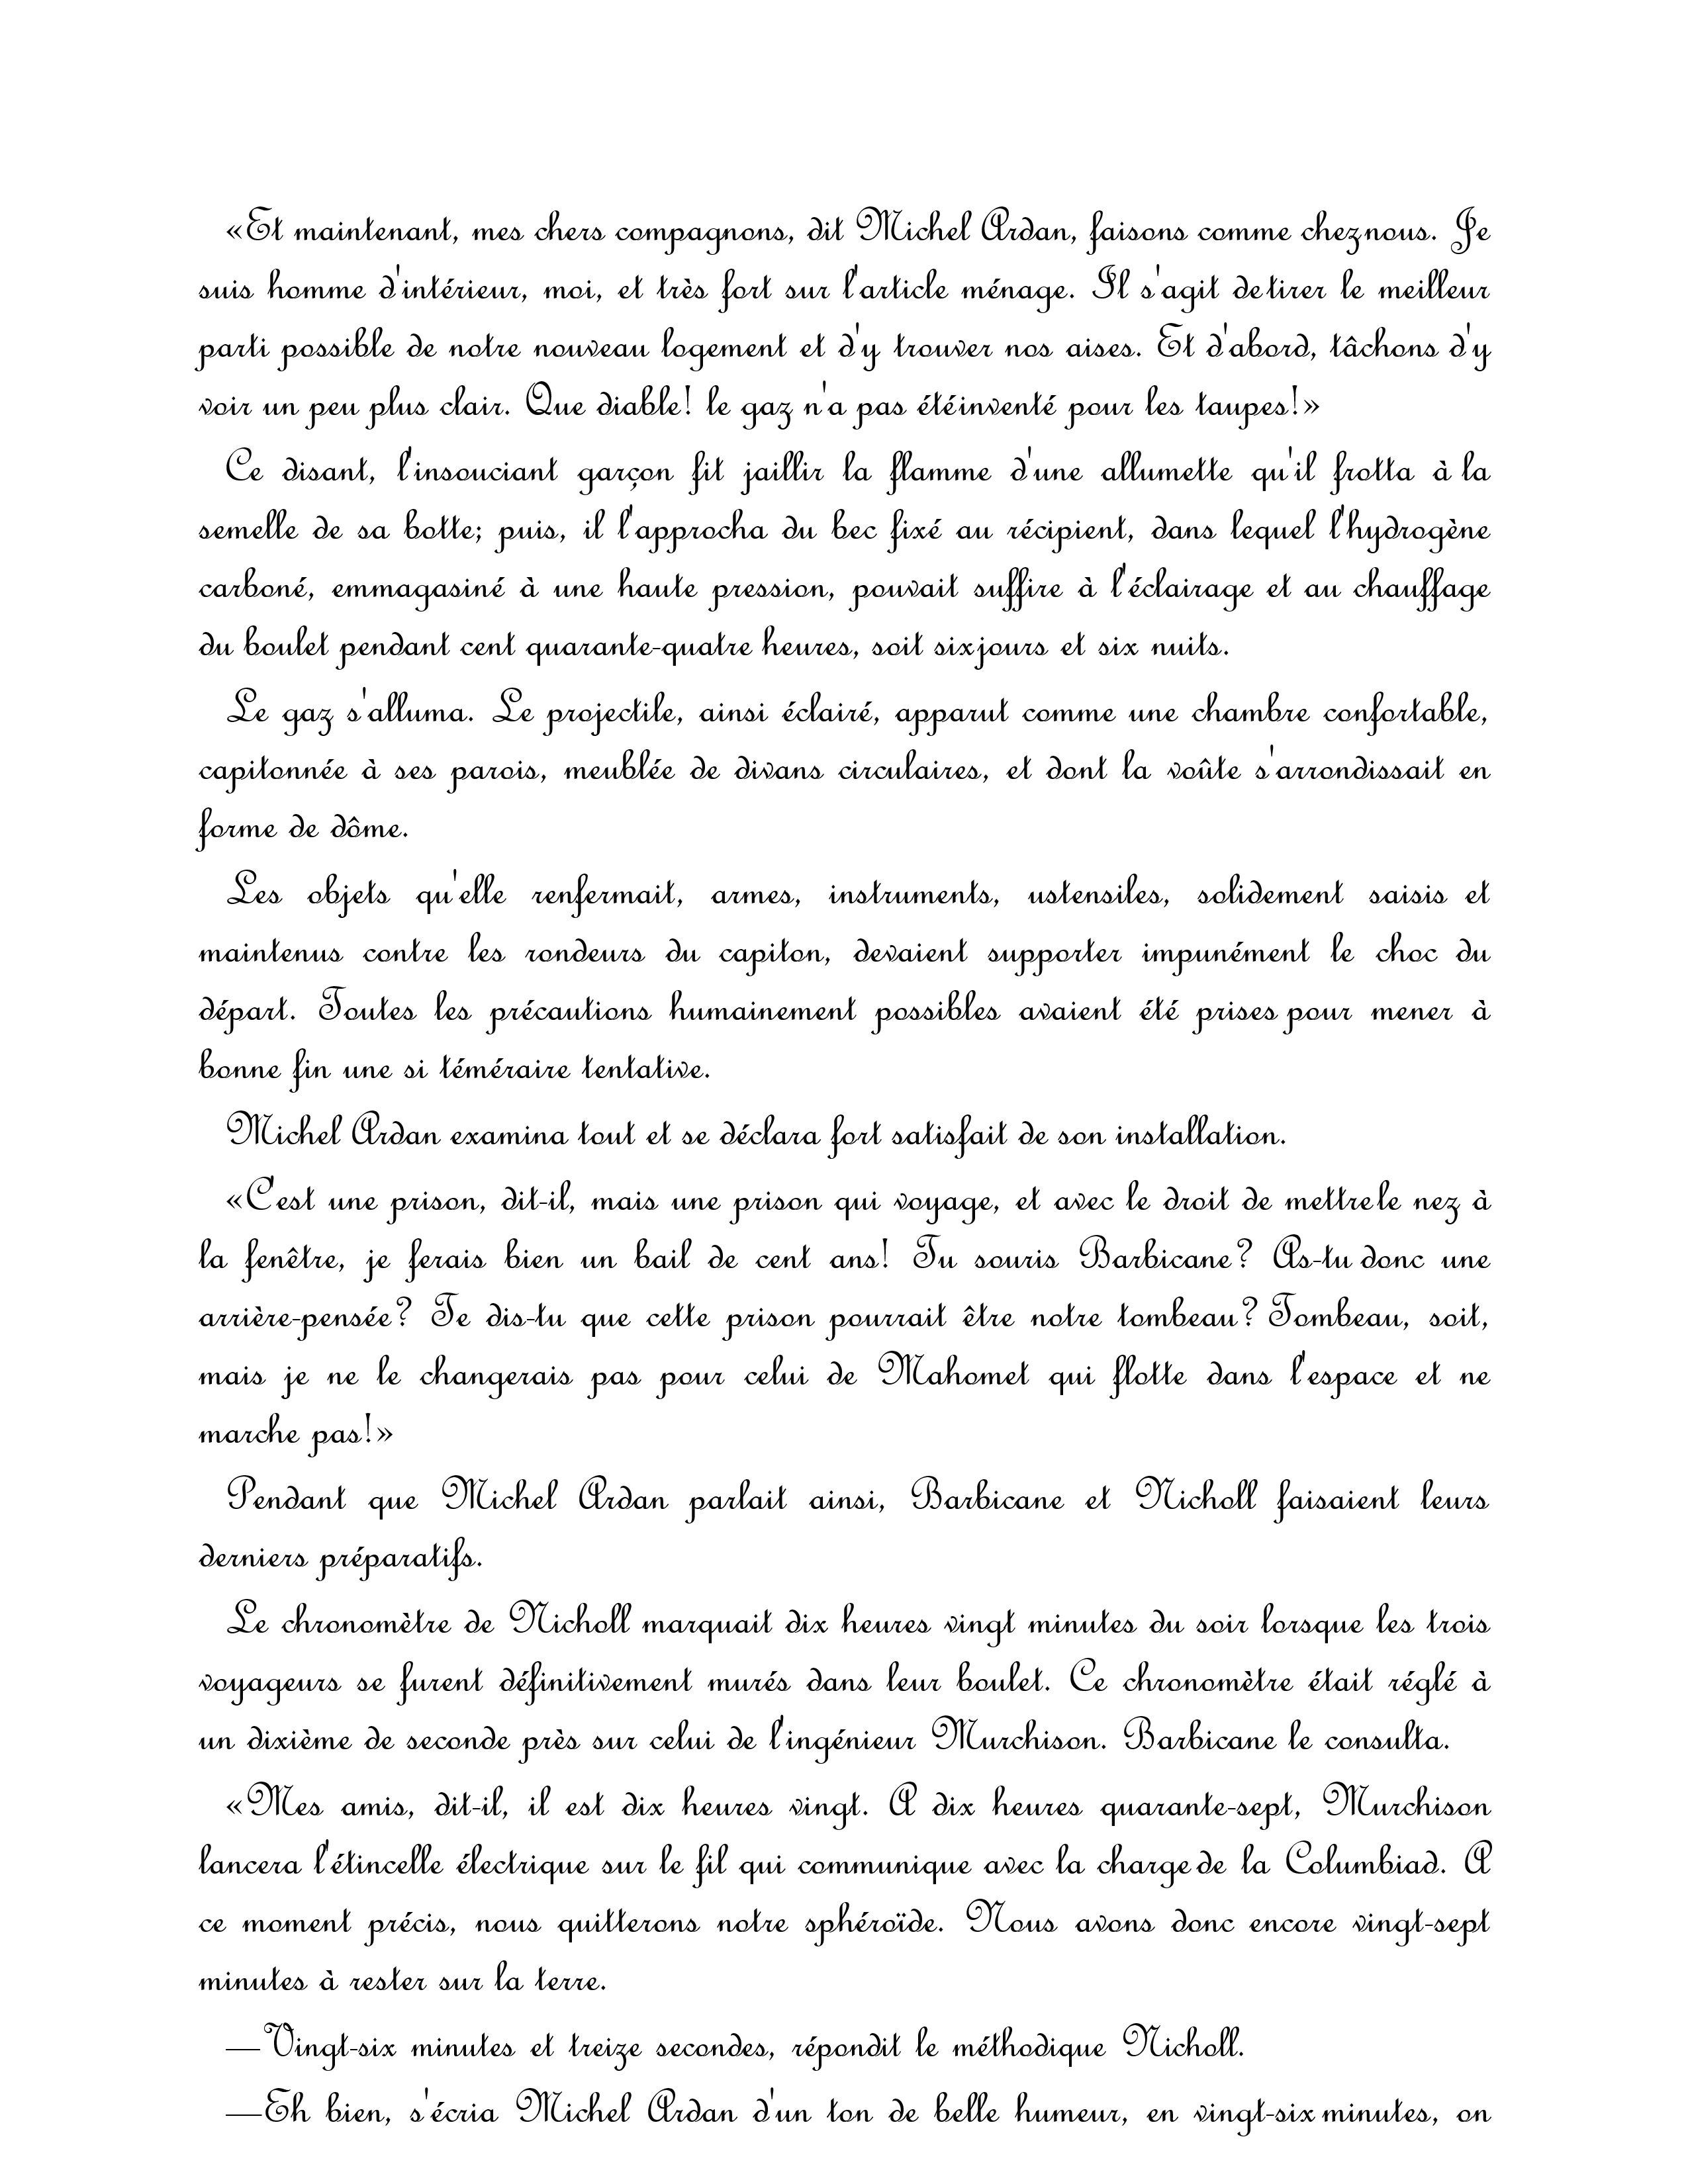 «Et maintenant, mes chers compagnons, dit Michel Ardan, faisons comme chez nous. Je
suis homme d'intérieur, moi, et très fort sur l'article ménage. Il s'agit de tirer le meilleur
parti possible de notre nouveau logement et d'y trouver nos aises. Et d'abord, tâchons d'y
voir un peu plus clair. Que diable! le gaz n'a pas été inventé pour les taupes!»
Ce disant, l'insouciant garçon fit jaillir la flamme d'une allumette qu'il frotta à la
semelle de sa botte; puis, il l'approcha du bec fixé au récipient, dans lequel l'hydrogène
carboné, emmagasiné à une haute pression, pouvait suffire à l'éclairage et au chauffage
du boulet pendant cent quarante-quatre heures, soit six jours et six nuits.
Le gaz s'alluma. Le projectile, ainsi éclairé, apparut comme une chambre confortable,
capitonnée à ses parois, meublée de divans circulaires, et dont la voûte s'arrondissait en
forme de dôme.
Les objets qu'elle renfermait, armes, instruments, ustensiles, solidement saisis et
maintenus contre les rondeurs du capiton, devaient supporter impunément le choc du
départ. Toutes les précautions humainement possibles avaient été prises pour mener à
bonne fin une si téméraire tentative.
Michel Ardan examina tout et se déclara fort satisfait de son installation.
«C'est une prison, dit-il, mais une prison qui voyage, et avec le droit de mettre le nez à
la fenêtre, je ferais bien un bail de cent ans! Tu souris Barbicane? As-tu donc une
arrière-pensée? Te dis-tu que cette prison pourrait être notre tombeau? Tombeau, soit,
mais je ne le changerais pas pour celui de Mahomet qui flotte dans l'espace et ne
marche pas!»
Pendant que Michel Ardan parlait ainsi, Barbicane et Nicholl faisaient leurs
derniers préparatifs.
Le chronomètre de Nicholl marquait dix heures vingt minutes du soir lorsque les trois
voyageurs se furent définitivement murés dans leur boulet. Ce chronomètre était réglé à
un dixième de seconde près sur celui de l'ingénieur Murchison. Barbicane le consulta.
«Mes amis, dit-il, il est dix heures vingt. A dix heures quarante-sept, Murchison
lancera l'étincelle électrique sur le fil qui communique avec la charge de la Columbiad. A
ce moment précis, nous quitterons notre sphéroïde. Nous avons donc encore vingt-sept
minutes à rester sur la terre.
—Vingt-six minutes et treize secondes, répondit le méthodique Nicholl.
—Eh bien, s'écria Michel Ardan d'un ton de belle humeur, en vingt-six minutes, on